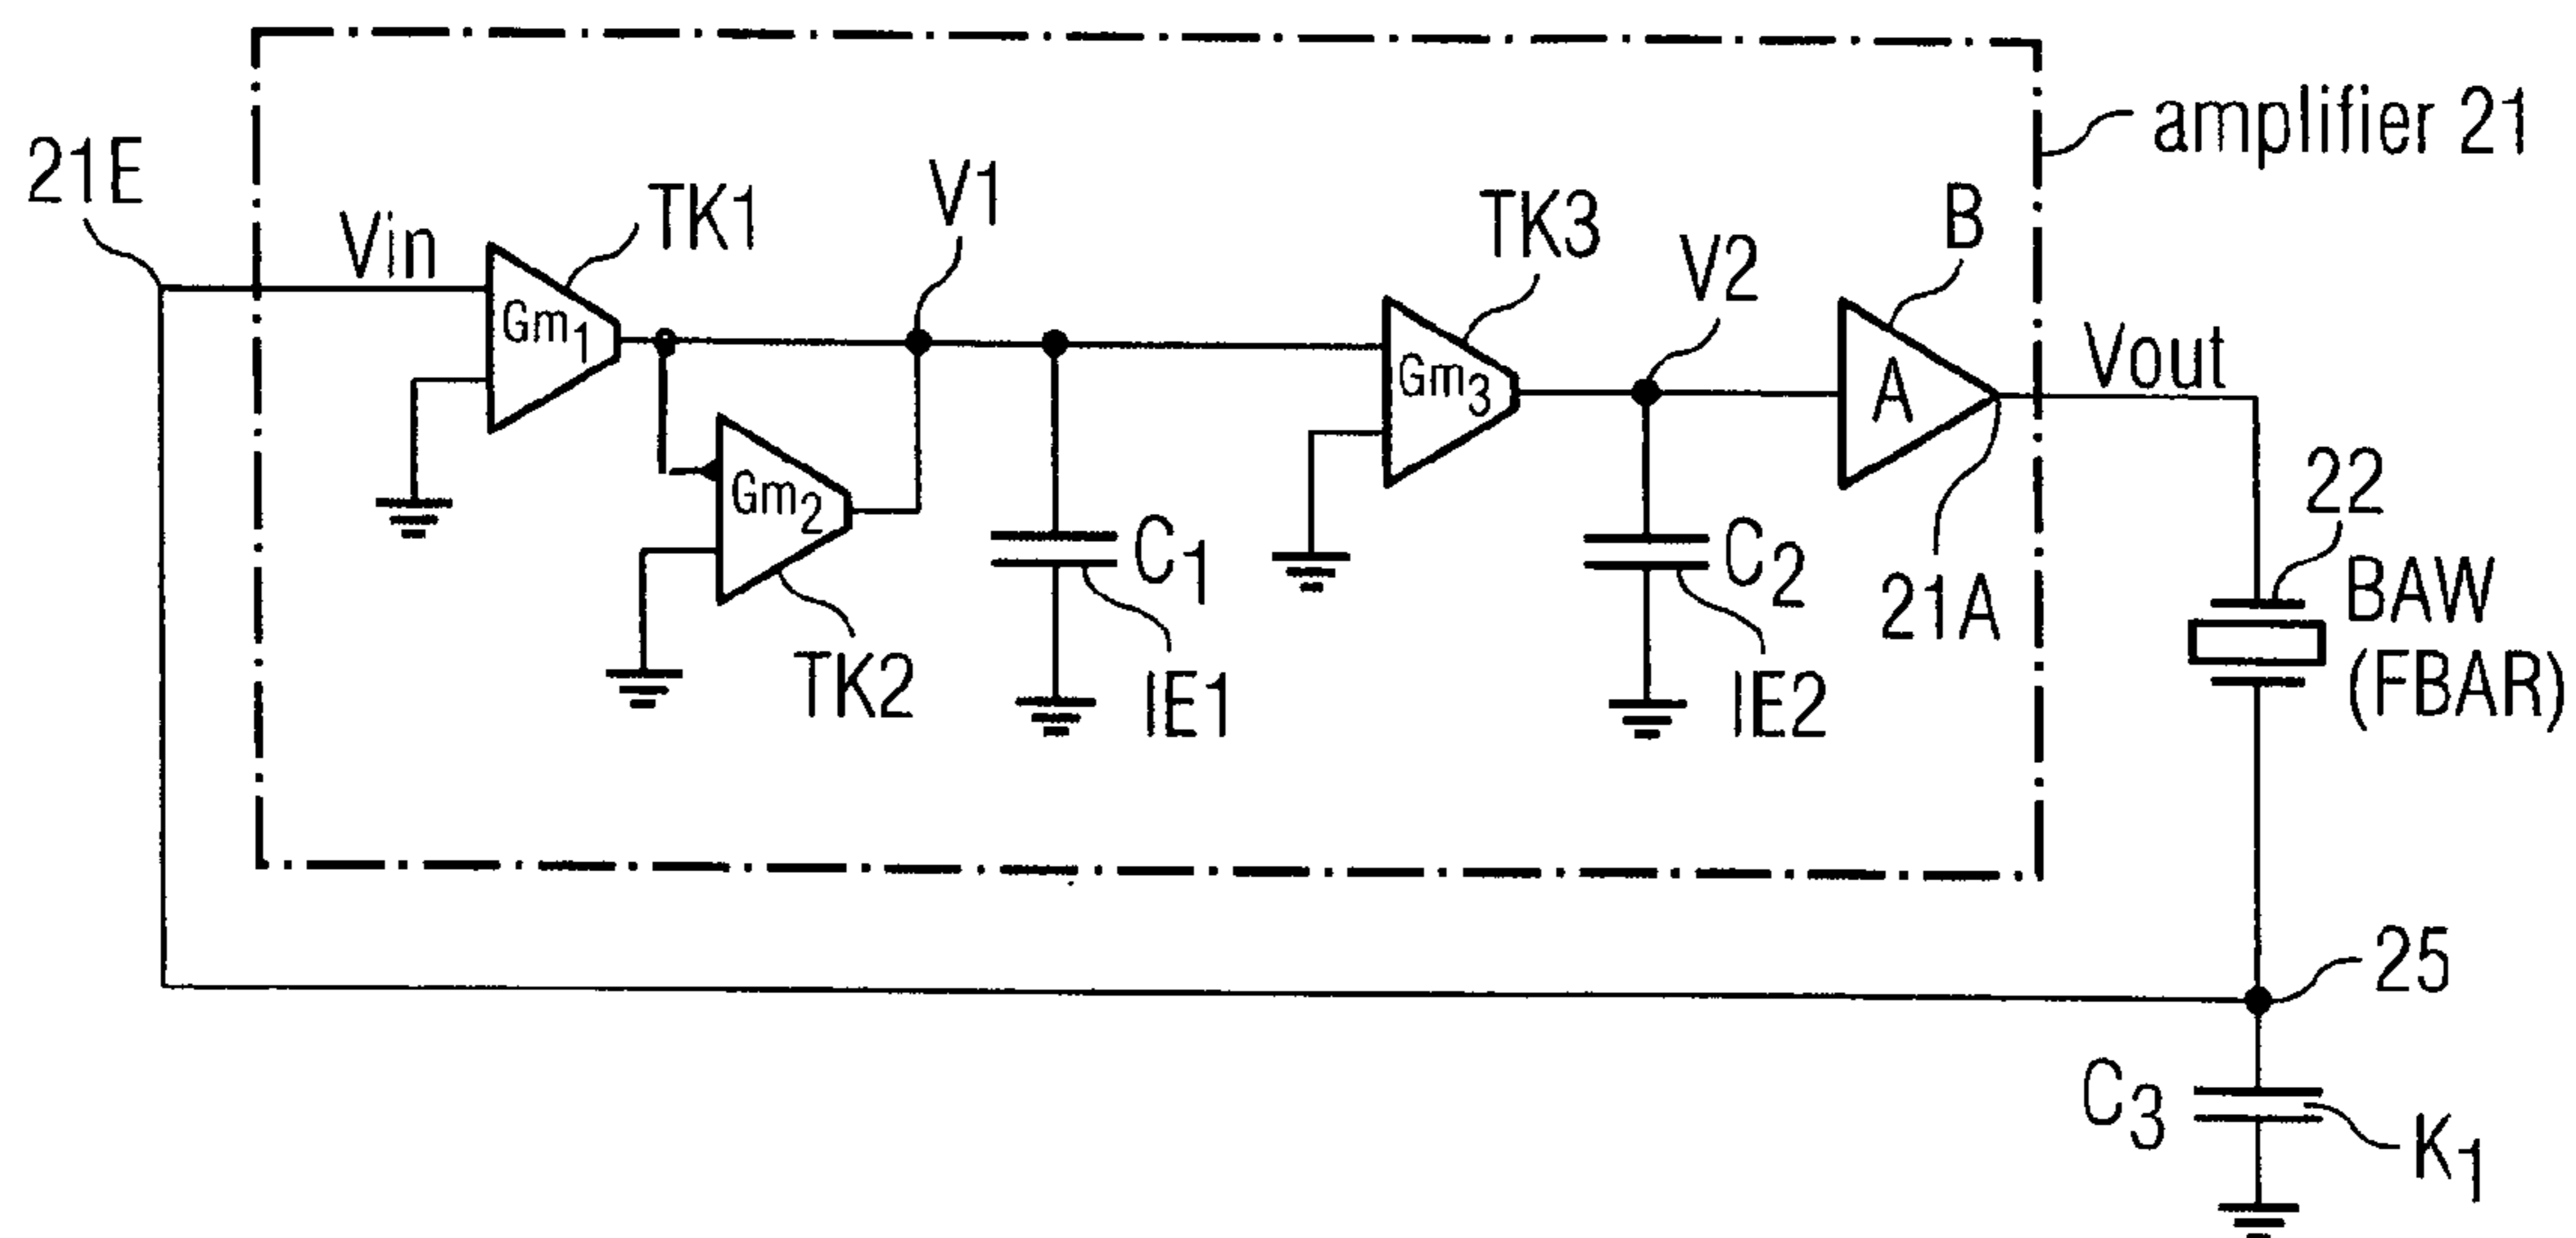 amplifier 21
21E
Vin
TK1
V1
TK3
V2
B
Gm1
Gm3
A
Vout
Gm2
22
C1
C2
21A
BAW
(FBAR)
TK2
IE1
IE2
25
C3
K1